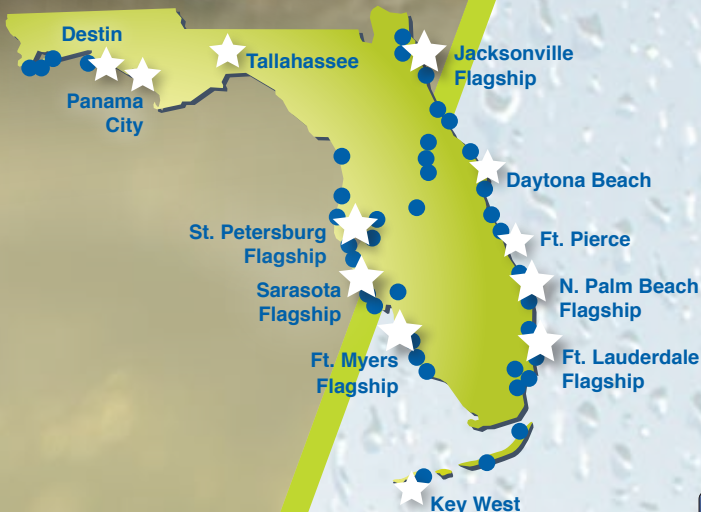 Destin
Panama
City
Tallahassee
Jacksonville
Flagship
Daytona Beach
St. Petersburg
Flagship
Ft. Pierce
Sarasota
Flagship
N. Palm Beach
Flagship
Ft. Myers
Flagship
Ft. Lauderdale
Flagship
Key West